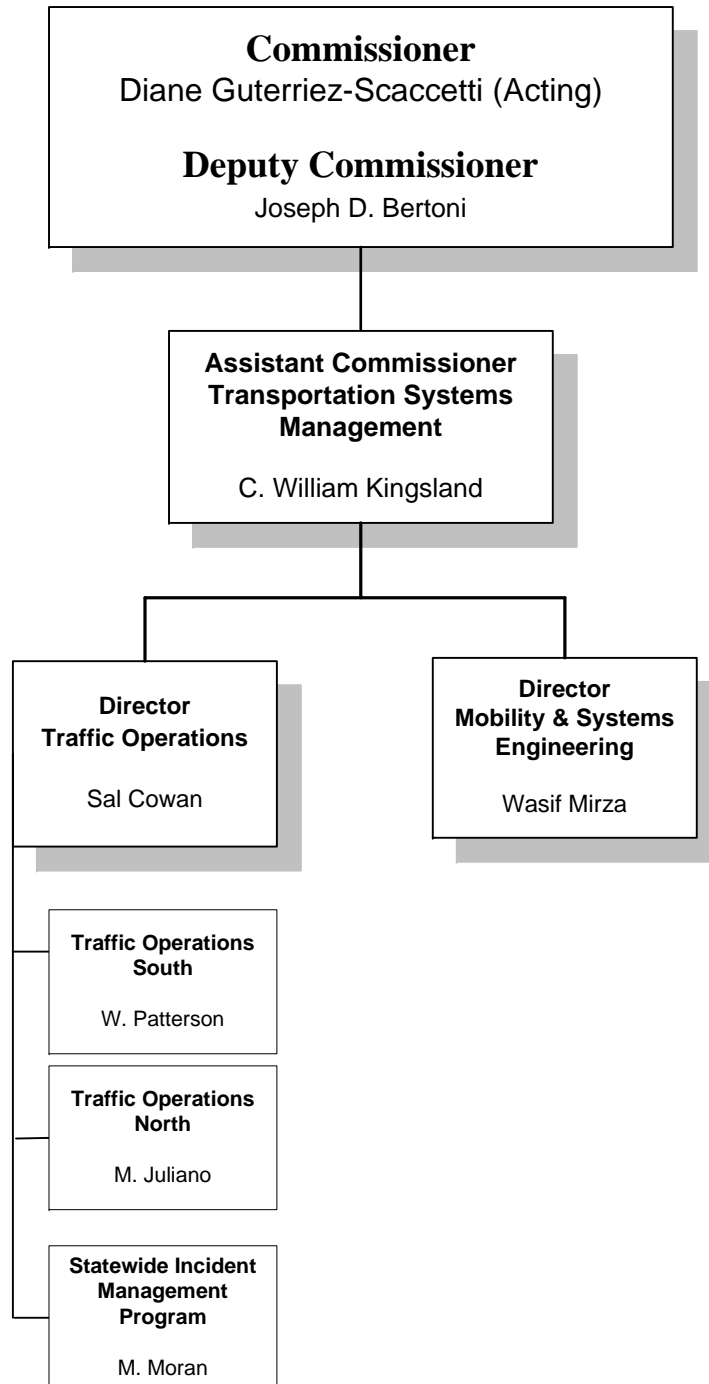 Commissioner
Diane Guterriez-Scaccetti (Acting)
Deputy Commissioner
Joseph D. Bertoni
Assistant Commissioner
Transportation Systems
Management
C. William Kingsland
Director
Traffic Operations
Sal Cowan
Director
Mobility & Systems
Engineering
Wasif Mirza
Traffic Operations
South
W. Patterson
Traffic Operations
North
M. Juliano
Statewide Incident
Management
Program
M. Moran